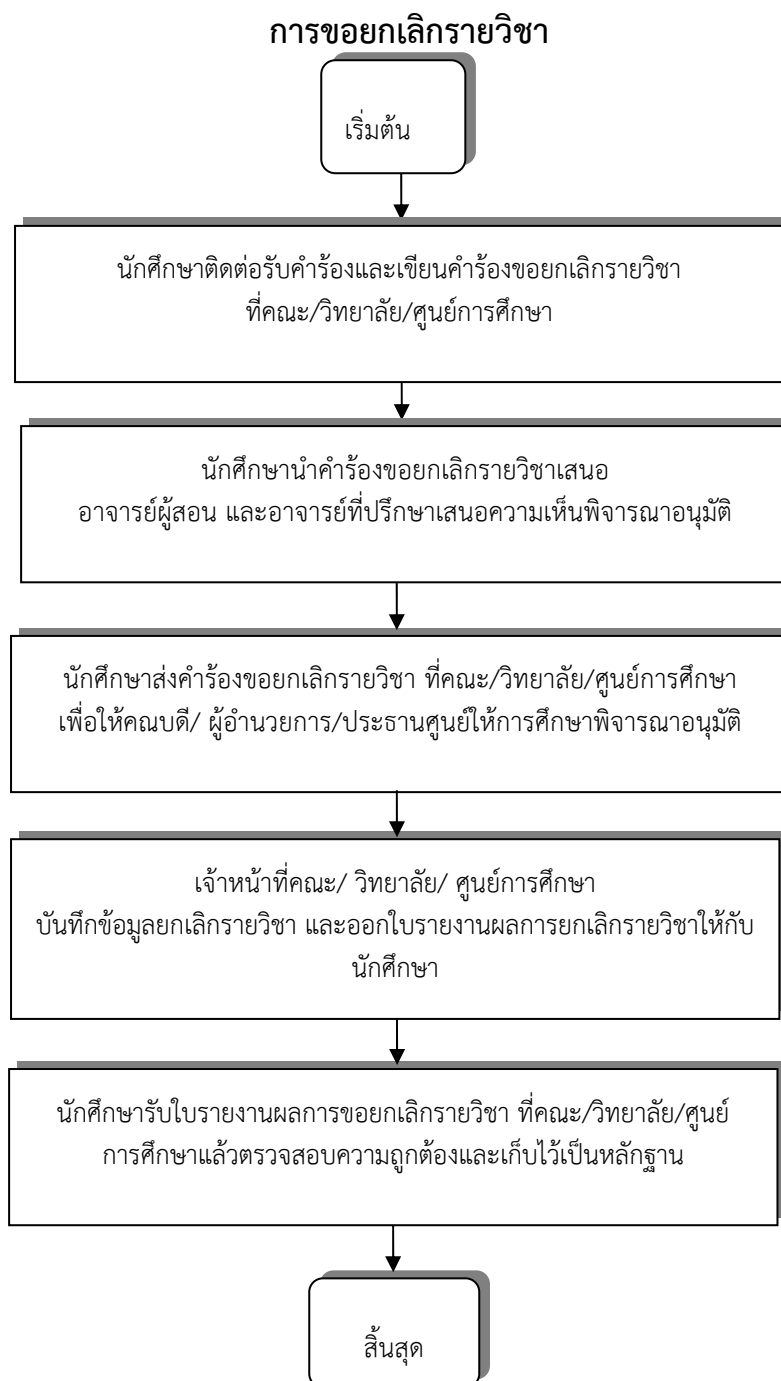 การขอยกเลิกรายวิชา
เริ่มต้น
นักศึกษาติดต่อรับคำร้องและเขียนคำร้องขอยกเลิกรายวิชา
ที่คณะ/วิทยาลัย/ศูนย์การศึกษา
นักศึกษานำคำร้องขอยกเลิกรายวิชาเสนอ
อาจารย์ผู้สอน และอาจารย์ที่ปรึกษาเสนอความเห็นพิจารณาอนุมัติ
นักศึกษาส่งคำร้องขอยกเลิกรายวิชา ที่คณะ/วิทยาลัย/ศูนย์การศึกษา
เพื่อให้คณบดี/ ผู้อำนวยการ/ประธานศูนย์ให้การศึกษาพิจารณาอนุมัติ
เจ้าหน้าที่คณะ/ วิทยาลัย/ ศูนย์การศึกษา
บันทึกข้อมูลยกเลิกรายวิชา และออกใบรายงานผลการยกเลิกรายวิชาให้กับ
นักศึกษา
นักศึกษารับใบรายงานผลการขอยกเลิกรายวิชา ที่คณะ/วิทยาลัย/ศูนย์
การศึกษาแล้วตรวจสอบความถูกต้องและเก็บไว้เป็นหลักฐาน
สิ้นสุด